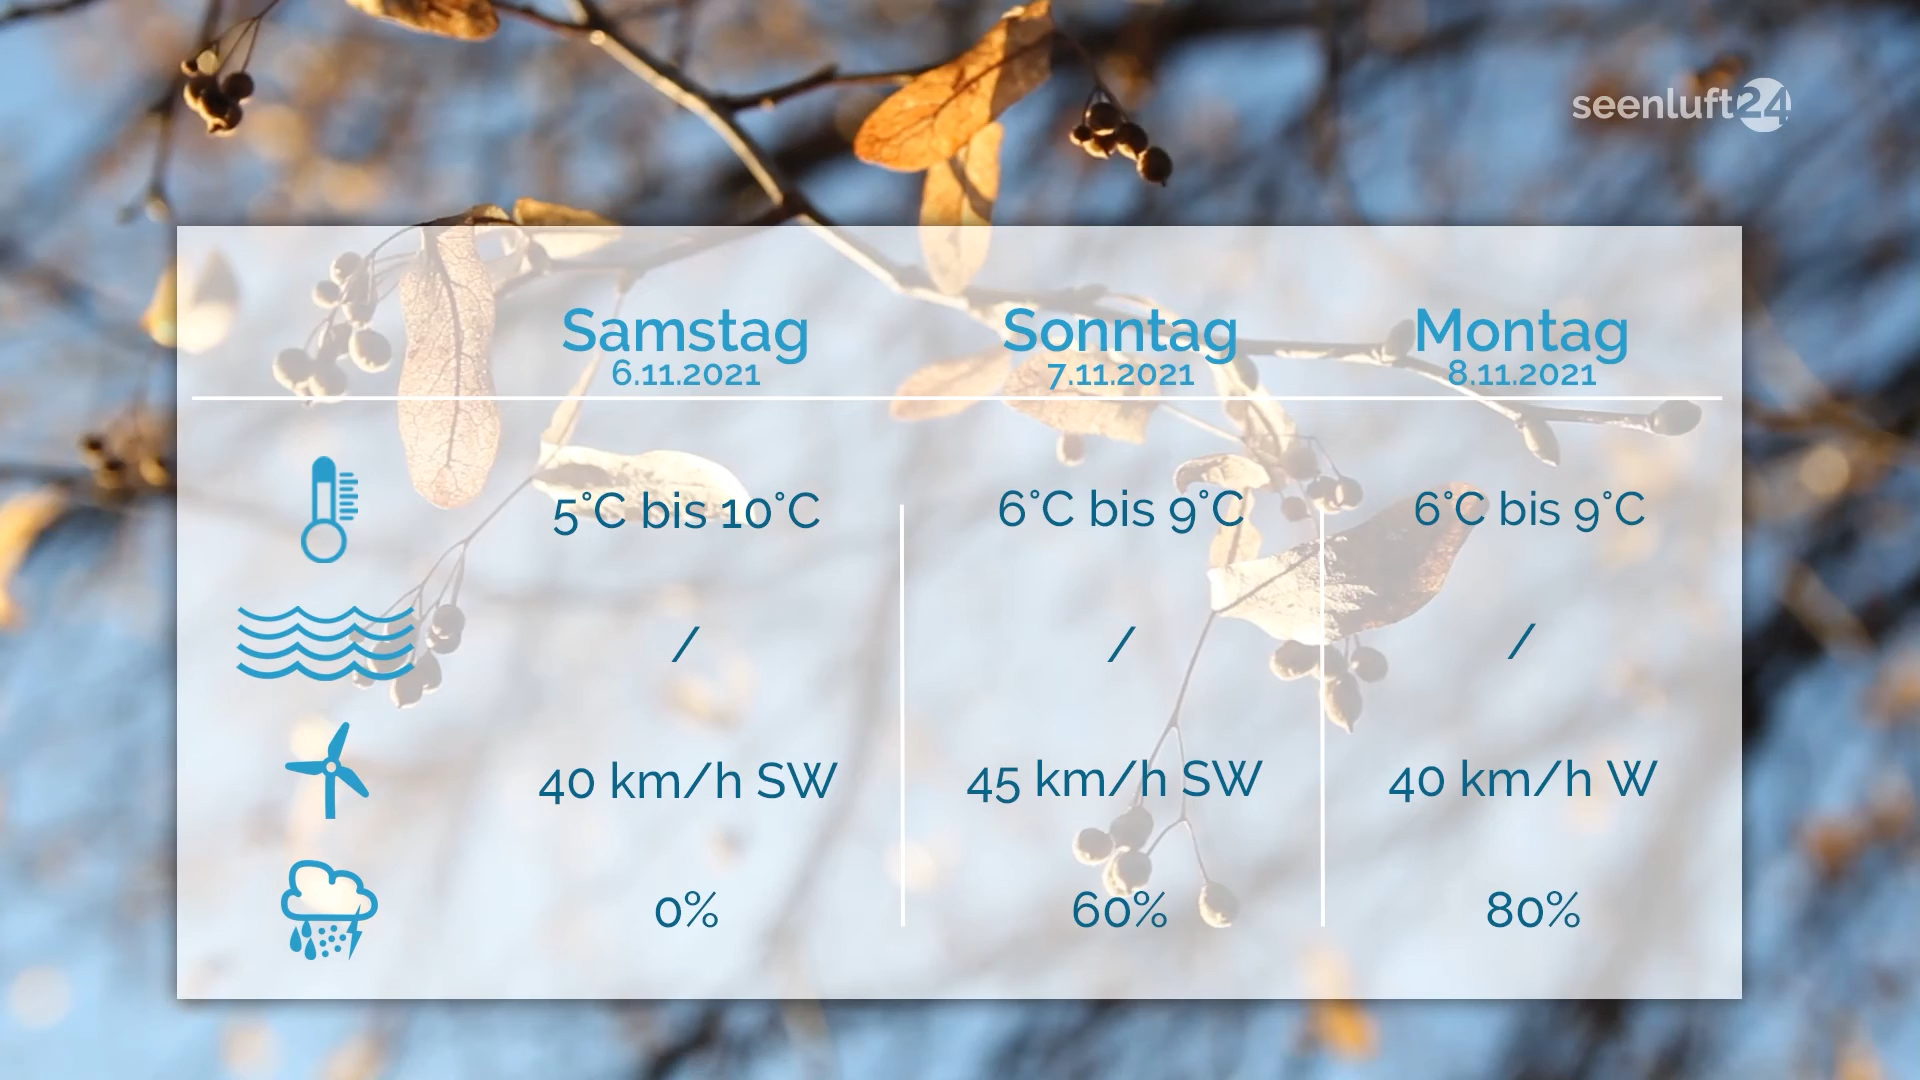 seenluft24
Samstag Sonntag Montag
6.11.2021 7.11.2021 8.11.2021
5°C bis 10°C 6°C bis 9°C 6°C bis 9°C
/ / /
40 km/h SW 45 km/h SW 40 km/h W
0% 60% 80%